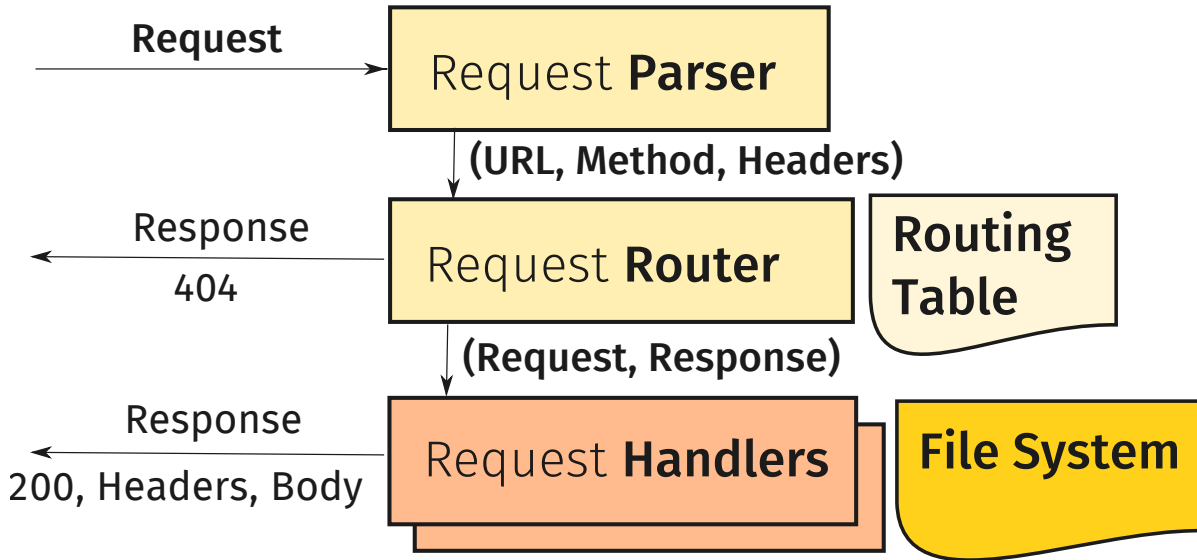 Request
Request Parser
(URL, Method, Headers)
Response
404
Request Router
Routing
Table
(Request, Response)
Response
200, Headers, Body
Request Handlers
File System